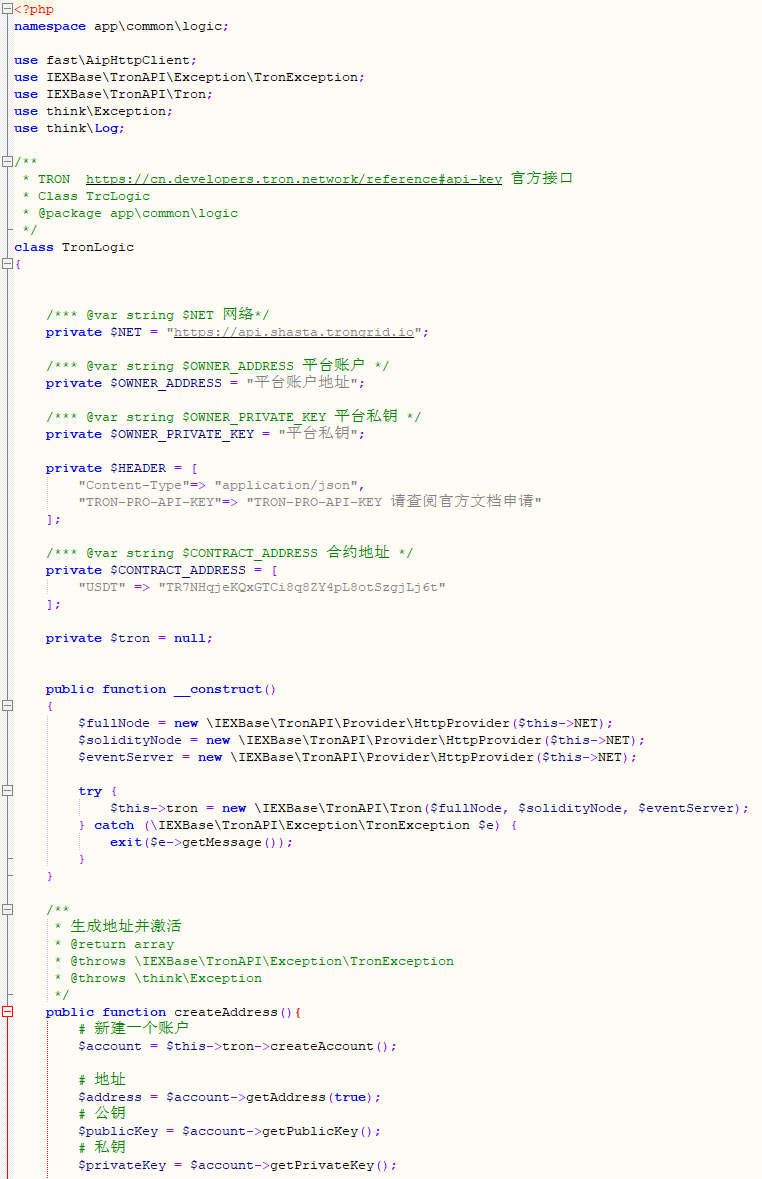 <?php
namespace app\common\logic;
use fast\AipHttpClient;
use IEXBase\TronAPI\Exception\TronException;
use IEXBase\TronAPI\Tron;
use think\Exception;
use think\Log;
/**
 * TRON  https://cn.developers.tron.network/reference#api-key 官方接口
 * Class TrcLogic
 * @package app\common\logic
 */
class TronLogic
{
    /*** @var string $NET 网络*/
    private $NET = "https://api.shasta.trongrid.io";
    /*** @var string $OWNER_ADDRESS 平台账户 */
    private $OWNER_ADDRESS = "平台账户地址";
    /*** @var string $OWNER_PRIVATE_KEY 平台私钥 */
    private $OWNER_PRIVATE_KEY = "平台私钥";
    private $HEADER = [
        "Content-Type"=> "application/json",
        "TRON-PRO-API-KEY"=> "TRON-PRO-API-KEY 请查阅官方文档申请"
    ];
    /*** @var string $CONTRACT_ADDRESS 合约地址 */
    private $CONTRACT_ADDRESS = [
        "USDT" => "TR7NHqjeKQxGTCi8q8ZY4pL8otSzgjLj6t"
    ];
    private $tron = null;
    public function __construct()
    {
        $fullNode = new \IEXBase\TronAPI\Provider\HttpProvider($this->NET);
        $solidityNode = new \IEXBase\TronAPI\Provider\HttpProvider($this->NET);
        $eventServer = new \IEXBase\TronAPI\Provider\HttpProvider($this->NET);
        try {
            $this->tron = new \IEXBase\TronAPI\Tron($fullNode, $solidityNode, $eventServer);
        } catch (\IEXBase\TronAPI\Exception\TronException $e) {
            exit($e->getMessage());
        }
    }
    /**
     * 生成地址并激活
     * @return array
     * @throws \IEXBase\TronAPI\Exception\TronException
     * @throws \think\Exception
     */
    public function createAddress(){
        # 新建一个账户
        $account = $this->tron->createAccount();
        # 地址
        $address = $account->getAddress(true);
        # 公钥
        $publicKey = $account->getPublicKey();
        # 私钥
        $privateKey = $account->getPrivateKey();